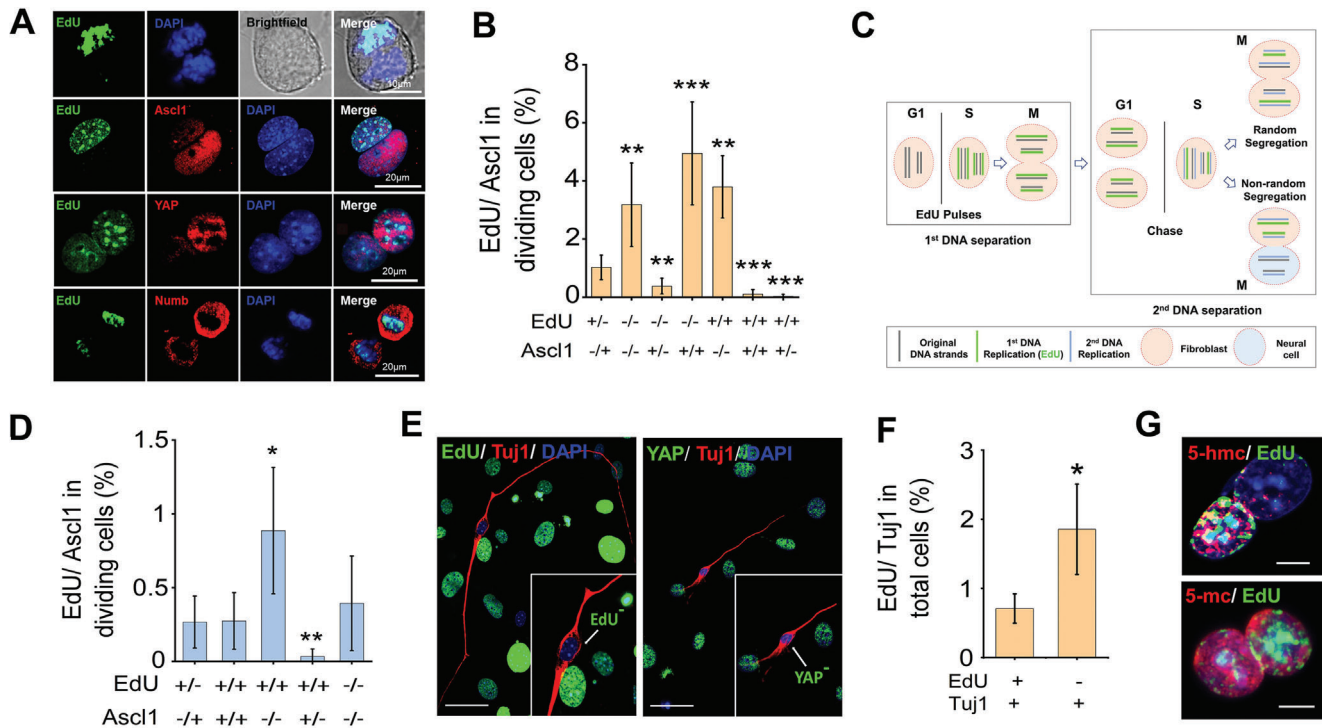 A
EdU DAPI Brightfield Merge
10µm
EdU Ascl1 DAPI Merge
20µm
EdU YAP DAPI Merge
20µm
EdU Numb DAPI Merge
20µm
B
EdU/ Ascl1 in
dividing cells (%)
8
6
4
2
0
** ** *** ** *** ***
EdU +/- -/- -/- -/- +/+ +/+ +/+
Ascl1 -/+ -/- +/- +/+ -/- +/+ +/-
C
G1 S M
EdU Pulses
1st DNA separation
G1 S M
Random
Segregation
Non-random
Segregation
Chase
M
2nd DNA separation
Original
DNA strands
1st DNA
Replication (EdU)
2nd DNA
Replication
Fibroblast
Neural
cell
D
EdU/ Ascl1 in
dividing cells (%)
1.5
1
0.5
0
* **
EdU +/- +/+ +/+ +/+ -/-
Ascl1 -/+ +/+ -/- +/- -/-
E
EdU/ Tuj1/ DAPI
EdU-
YAP/ Tuj1/ DAPI
YAP-
F
EdU/ Tuj1 in
total cells (%)
3
2
1
0
*
EdU + -
Tuj1 + +
G
5-hmc/ EdU
5-mc/ EdU